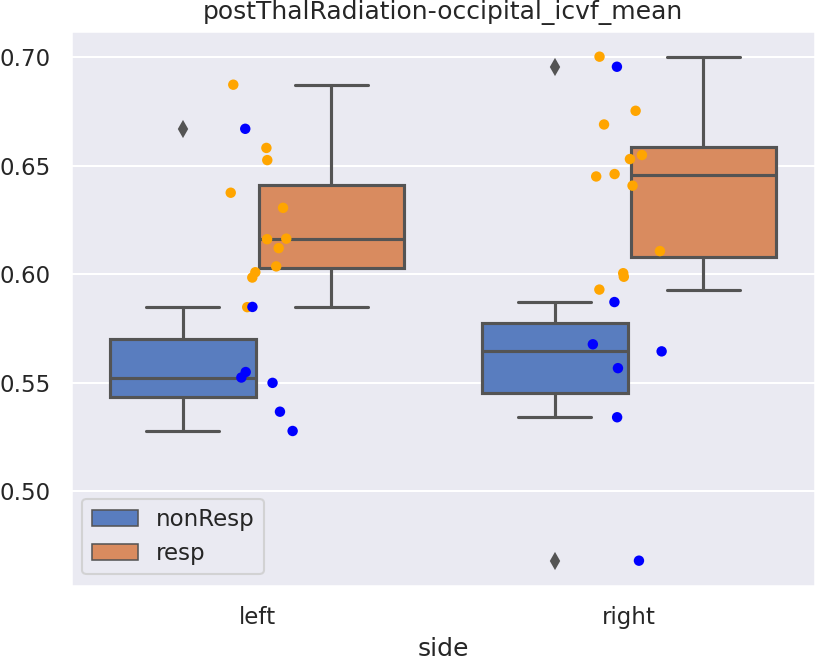 postThalRadiation-occipital_icvf_mean
0.70
0.65
0.60
0.55
0.50
nonResp
resp
left right
side